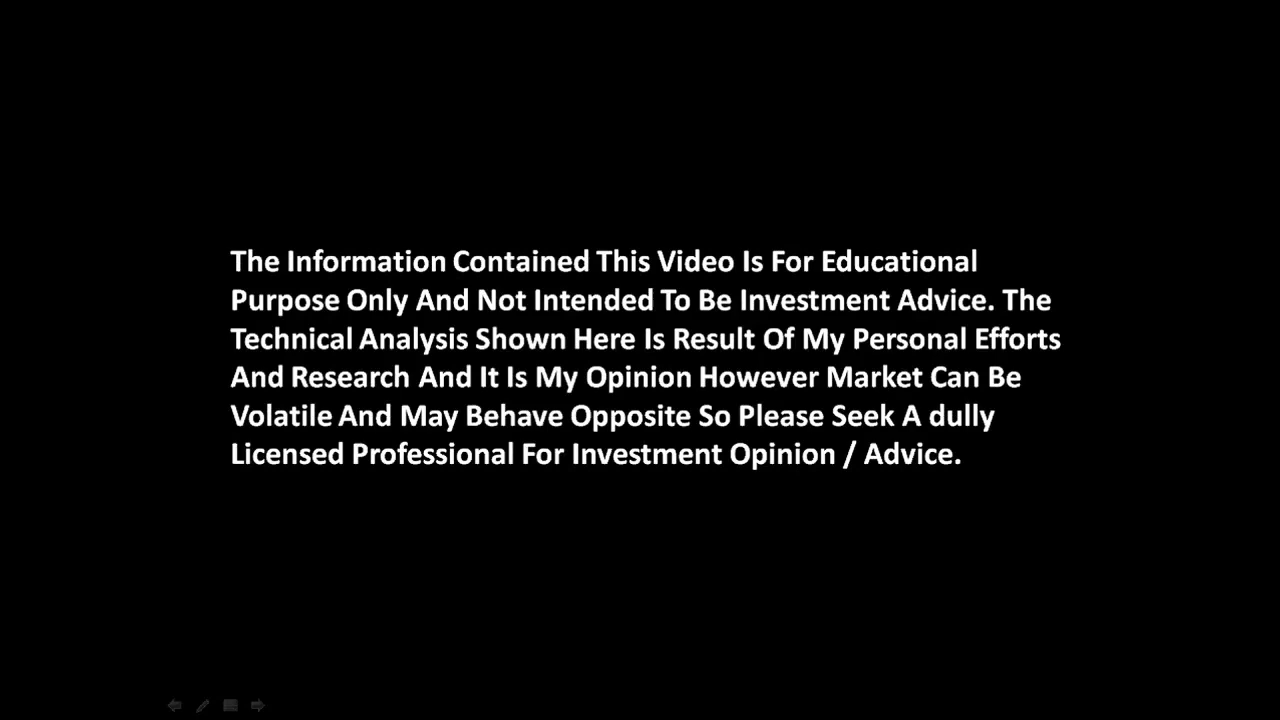 The Information Contained This Video Is For Educational
Purpose Only And Not Intended To Be Investment Advice. The
Technical Analysis Shown Here Is Result Of My Personal Efforts
And Research And It Is My Opinion However Market Can Be
Volatile And May Behave Opposite So Please Seek A dully
Licensed Professional For Investment Opinion / Advice.